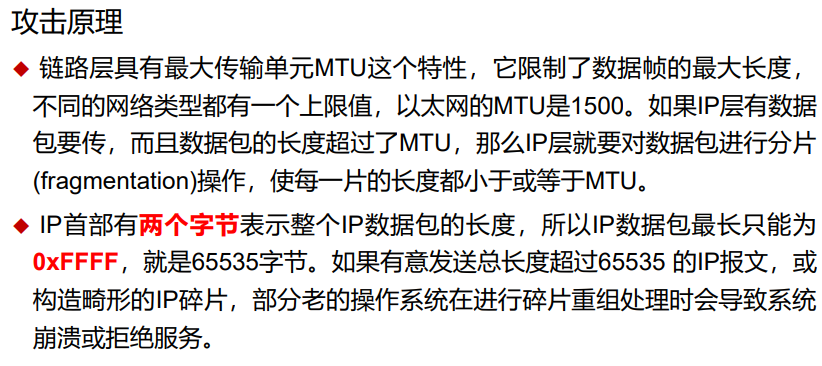 攻击原理
◆ 链路层具有最大传输单元MTU这个特性，它限制了数据帧的最大长度，
不同的网络类型都有一个上限值，以太网的MTU是1500。如果IP层有数据
包要传，而且数据包的长度超过了MTU，那么IP层就要对数据包进行分片
(fragmentation)操作，使每一片的长度都小于或等于MTU。
◆ IP首部有两个字节表示整个IP数据包的长度，所以IP数据包最长只能为
0xFFFF，就是65535字节。如果有意发送总长度超过65535 的IP报文，或
构造畸形的IP碎片，部分老的操作系统在进行碎片重组处理时会导致系统
崩溃或拒绝服务。